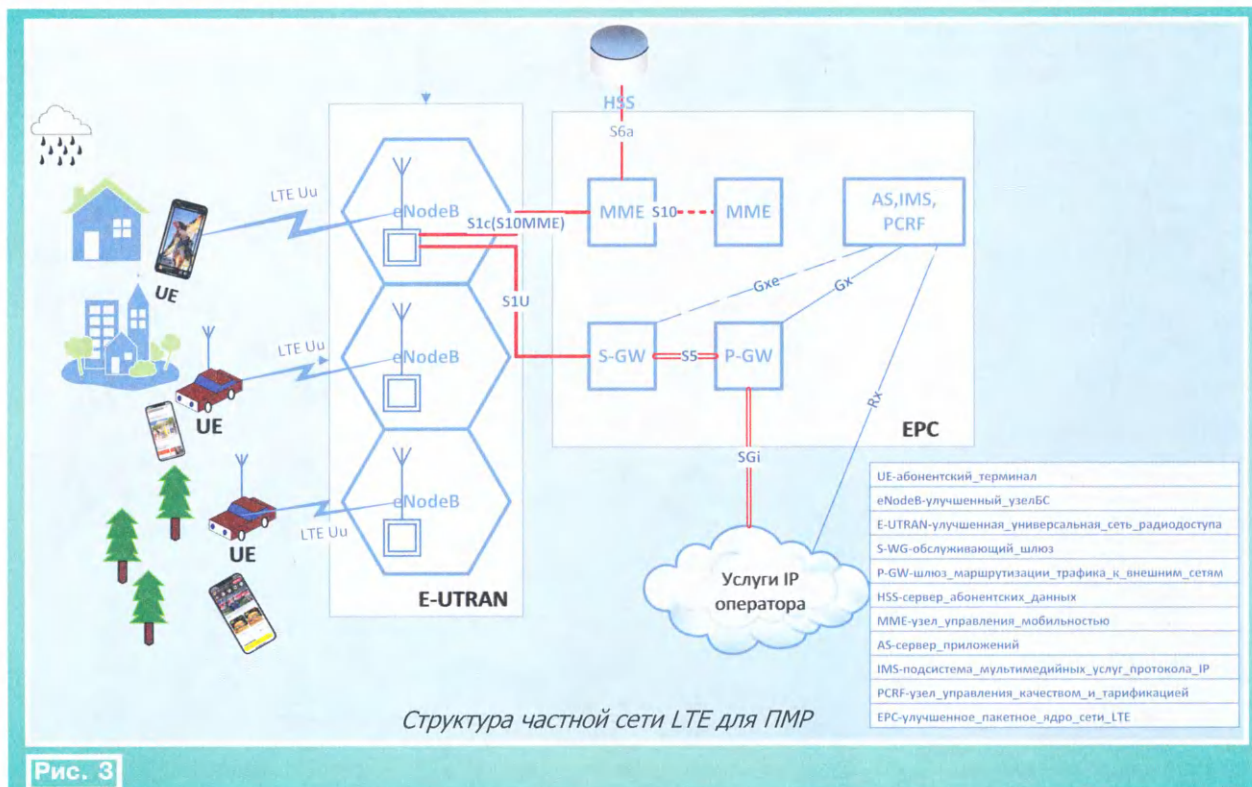 HSS
S6a
LTE Uu
eNodeB
S1c(S10MME)
MME
S10
MME
AS,IMS,
PCRF
UE
S1U
Gxe
Gx
LTE Uu
eNodeB
S-GW
S5
P-GW
UE
Rx
EPC
SGi
eNodeB
LTE Uu
UE
E-UTRAN
Услуги IP
оператора
UE-абонентский_терминал
eNodeB-улучшенный_узелБС
E-UTRAN-улучшенная_универсальная_сеть_радиодоступа
S-WG-обслуживающий_шлюз
P-GW-шлюз_маршрутизации_трафика_к_внешним_сетям
HSS-сервер_абонентских_данных
MME-узел_управления_мобильностью
AS-сервер_приложений
IMS-подсистема_мультимедийных_услуг_протокола_IP
PCRF-узел_управления_качеством_и_тарификацией
EPC-улучшенное_пакетное_ядро_сети_LTE
Структура частной сети LTE для ПМР
Рис. 3